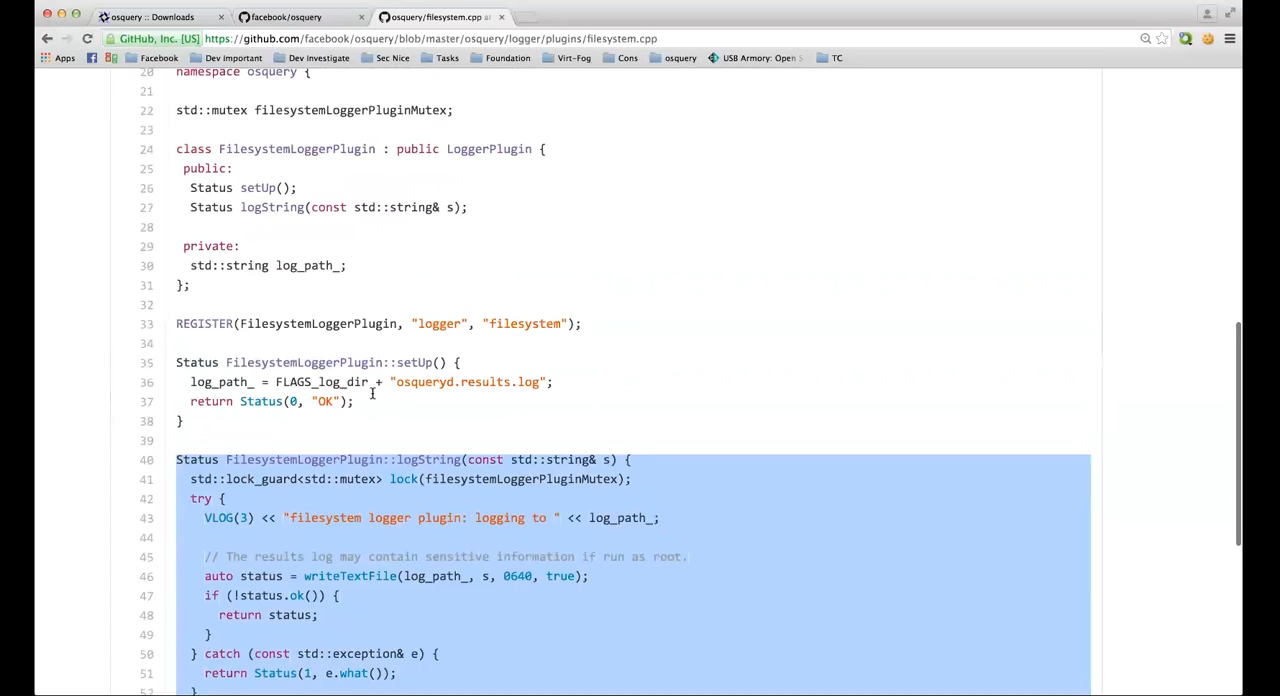 osquery :: Downloads
facebook/osquery
osquery/filesystem.cpp at
GitHub, Inc. [US] https://github.com/facebook/osquery/blob/master/osquery/logger/plugins/filesystem.cpp
Apps Facebook Dev Important Dev Investigate Sec Nice Tasks Foundation Virt-Fog Cons osquery USB Armory: Open S TC
20 namespace osquery {
21
22 std::mutex filesystemLoggerPluginMutex;
23
24 class FilesystemLoggerPlugin : public LoggerPlugin {
25 public:
26 Status setUp();
27 Status logString(const std::string& s);
28
29 private:
30 std::string log_path_;
31 };
32
33 REGISTER(FilesystemLoggerPlugin, "logger", "filesystem");
34
35 Status FilesystemLoggerPlugin::setUp() {
36 log_path_ = FLAGS_log_dir + "osqueryd.results.log";
37 return Status(0, "OK");
38 }
39
40 Status FilesystemLoggerPlugin::logString(const std::string& s) {
41 std::lock_guard<std::mutex> lock(filesystemLoggerPluginMutex);
42 try {
43 VLOG(3) << "filesystem logger plugin: logging to " << log_path_;
44
45 // The results log may contain sensitive information if run as root.
46 auto status = writeTextFile(log_path_, s, 0640, true);
47 if (!status.ok()) {
48 return status;
49 }
50 } catch (const std::exception& e) {
51 return Status(1, e.what());
52 }